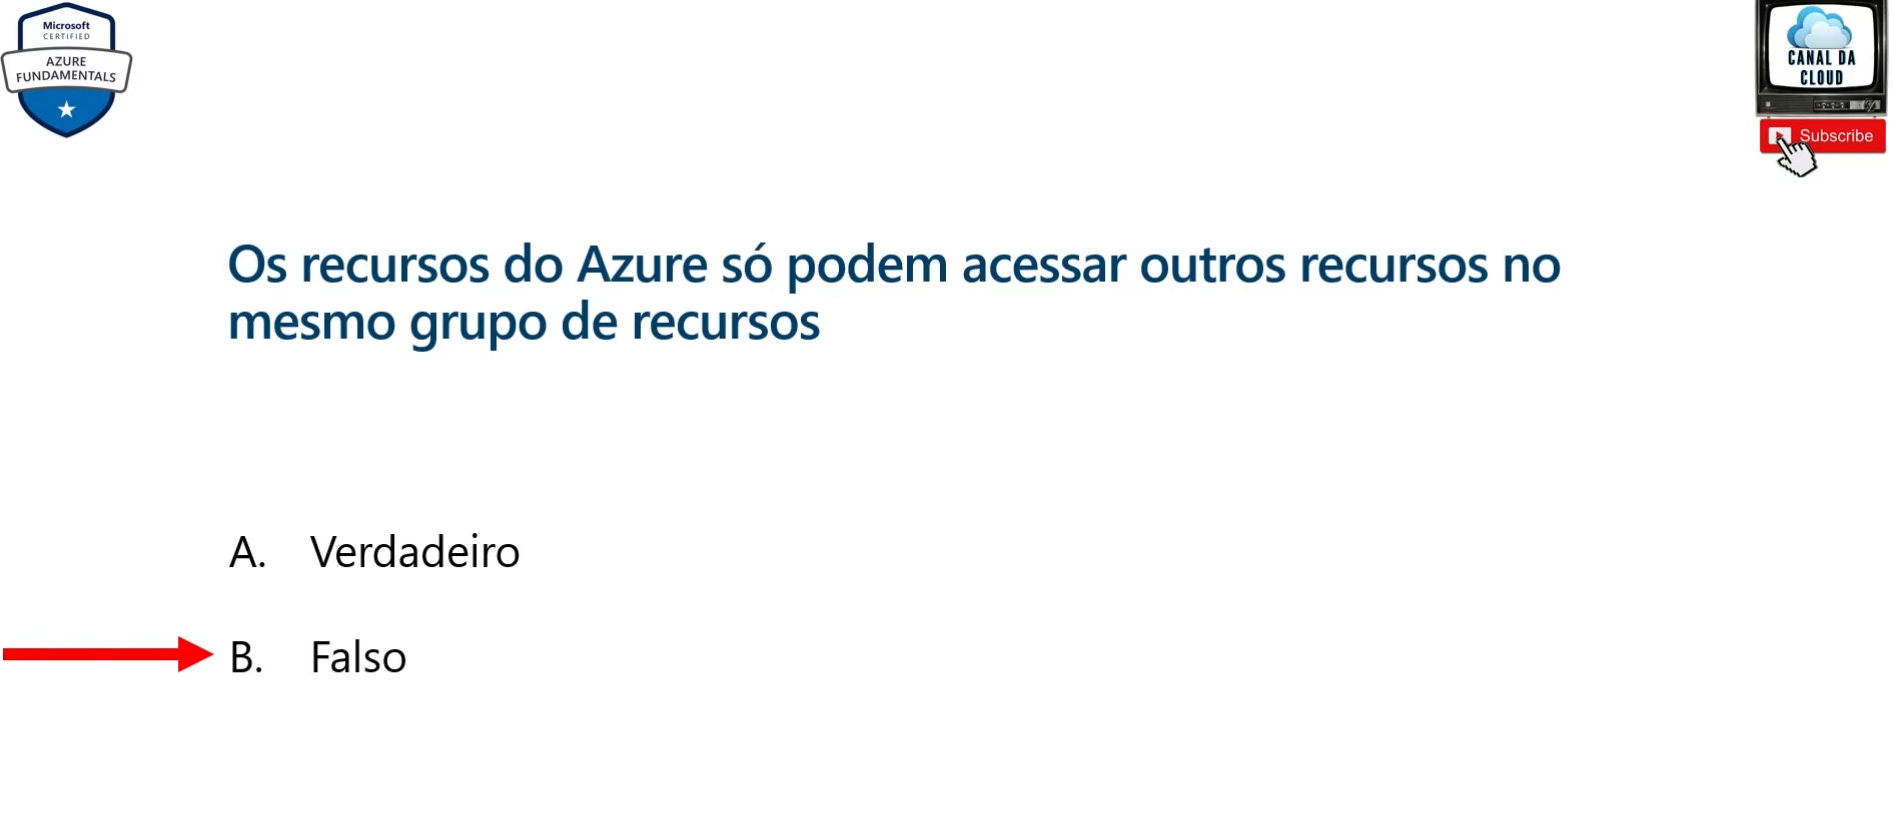 Microsoft
CERTIFIED
AZURE
FUNDAMENTALS
CANAL DA
CLOUD
Subscribe
Os recursos do Azure só podem acessar outros recursos no
mesmo grupo de recursos
A. Verdadeiro
B. Falso